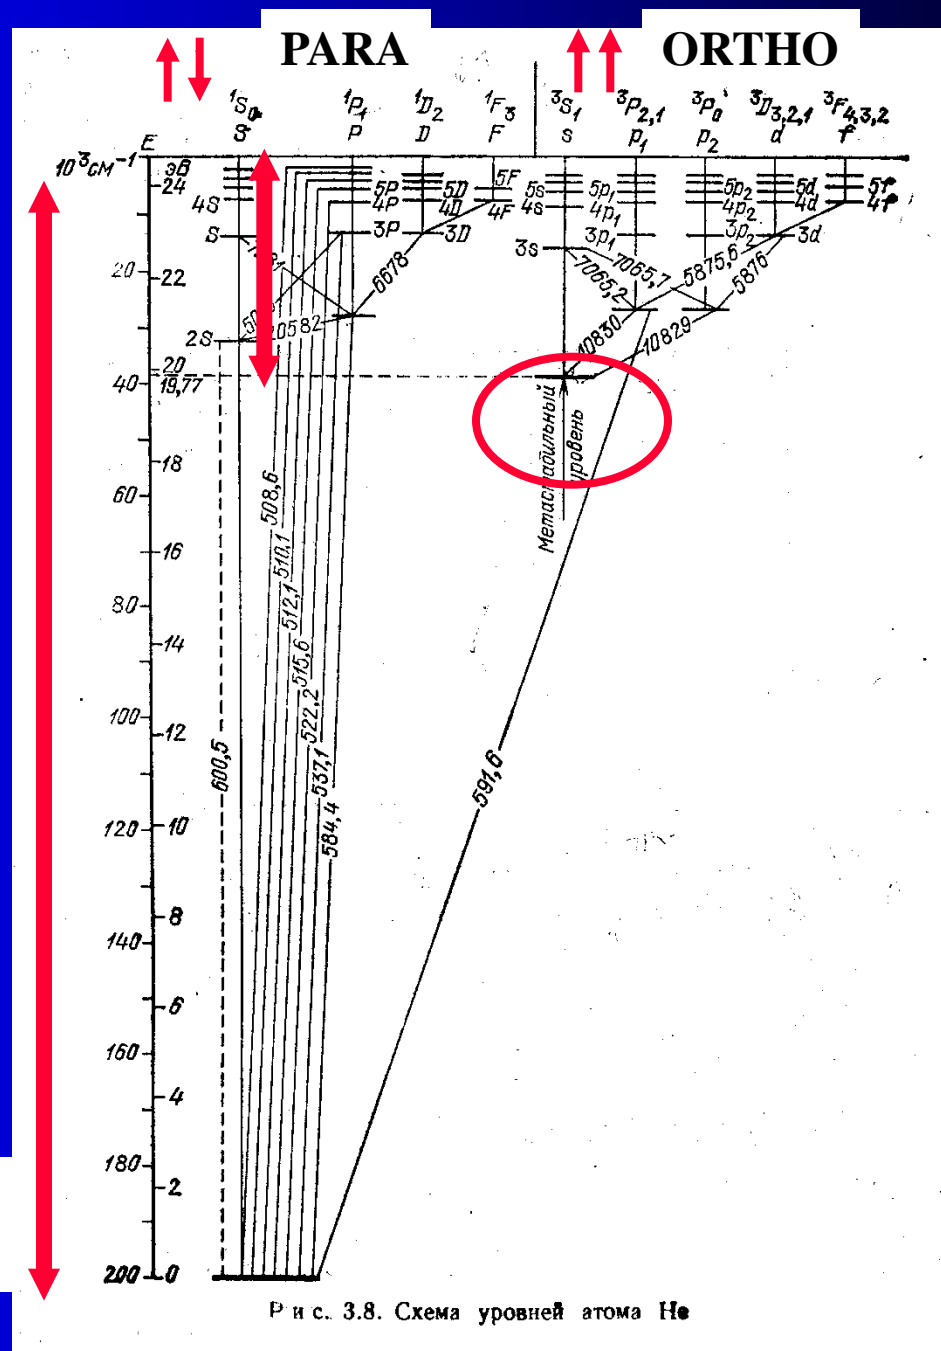 PARA ORTHO
¹S₀ ¹P₁ ¹D₂ ¹F₃ ³S₁ ³P₂,₁ ³P₀ ³D₃,₂,₁ ³F₄,₃,₂
S P D F s p₁ p₂ d f
E
10³см⁻¹ эВ
24
5P 5D 5F 5s 5p₁ 5p₂ 5d 5f
4S 4P 4D 4F 4s 4p₁ 4p₂ 4d 4f
S 3P 3D 3s 3p₁ 3p₂ 3d
20 22
6678 7065,2 7065,7 5875,6 5876
2S 10830 10829
20
19,77
40
Метастабильный
уровень
18
60
16
80
14
100
12
120
10
8
140
6
160
4
180
2
200 0
600,5
508,6
510,1
512,1
515,6
522,2
537,1
584,4
591,6
Рис. 3.8. Схема уровней атома He